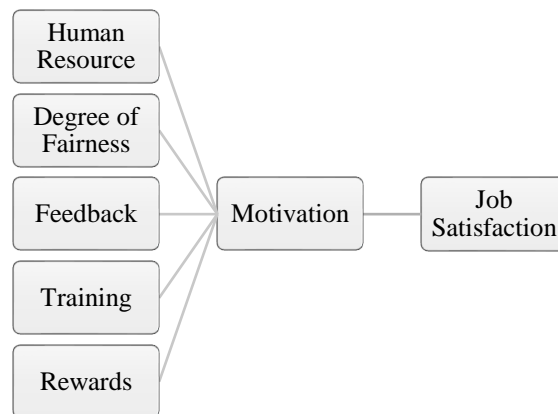 Human
Resource
Degree of
Fairness
Feedback
Motivation
Job
Satisfaction
Training
Rewards